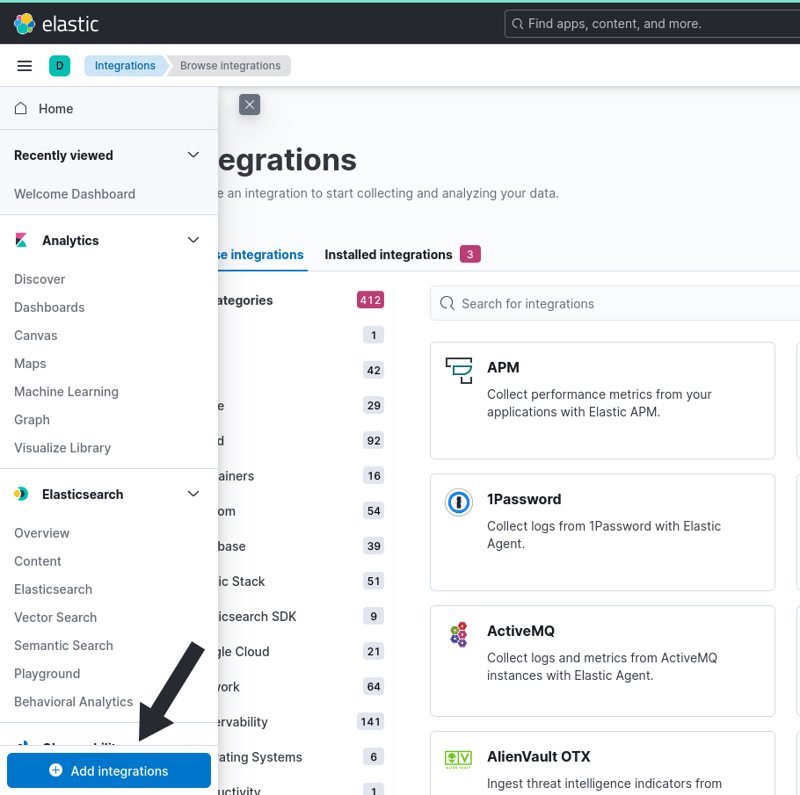 elastic
Find apps, content, and more.
D
Integrations
Browse integrations
Home
Recently viewed
Welcome Dashboard
Analytics
Discover
Dashboards
Canvas
Maps
Machine Learning
Graph
Visualize Library
Elasticsearch
Overview
Content
Elasticsearch
Vector Search
Semantic Search
Playground
Behavioral Analytics
Add integrations
egrations
e an integration to start collecting and analyzing your data.
se integrations
Installed integrations 3
ategories 412
1
42
e 29
d 92
ainers 16
om 54
base 39
ic Stack 51
icsearch SDK 9
gle Cloud 21
work 64
ervability 141
rating Systems 6
uctivity 1
Search for integrations
APM
Collect performance metrics from your
applications with Elastic APM.
1Password
Collect logs from 1Password with Elastic
Agent.
ActiveMQ
Collect logs and metrics from ActiveMQ
instances with Elastic Agent.
AlienVault OTX
Ingest threat intelligence indicators from